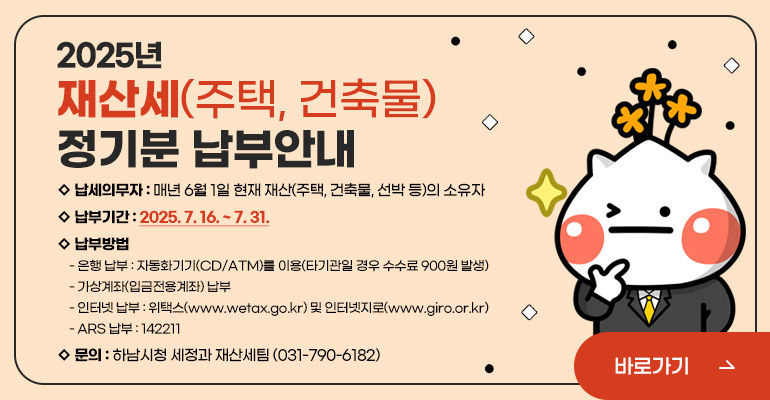 2025년
재산세(주택, 건축물)
정기분 납부안내
◇ 납세의무자 : 매년 6월 1일 현재 재산(주택, 건축물, 선박 등)의 소유자
◇ 납부기간 : 2025. 7. 16. ~ 7. 31.
◇ 납부방법
- 은행 납부 : 자동화기기(CD/ATM)를 이용(타기관일 경우 수수료 900원 발생)
- 가상계좌(입금전용계좌) 납부
- 인터넷 납부 : 위택스(www.wetax.go.kr) 및 인터넷지로(www.giro.or.kr)
- ARS 납부 : 142211
◇ 문의 : 하남시청 세정과 재산세팀 (031-790-6182)
바로가기